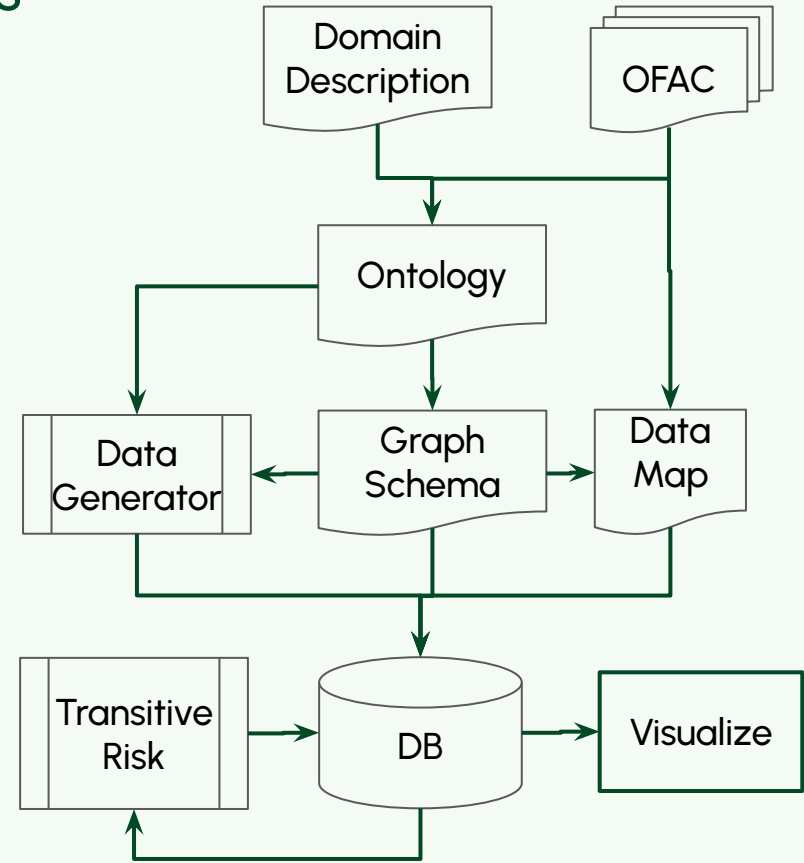 Domain
Description
OFAC
Ontology
Data
Generator
Graph
Schema
Data
Map
Transitive
Risk
DB
Visualize